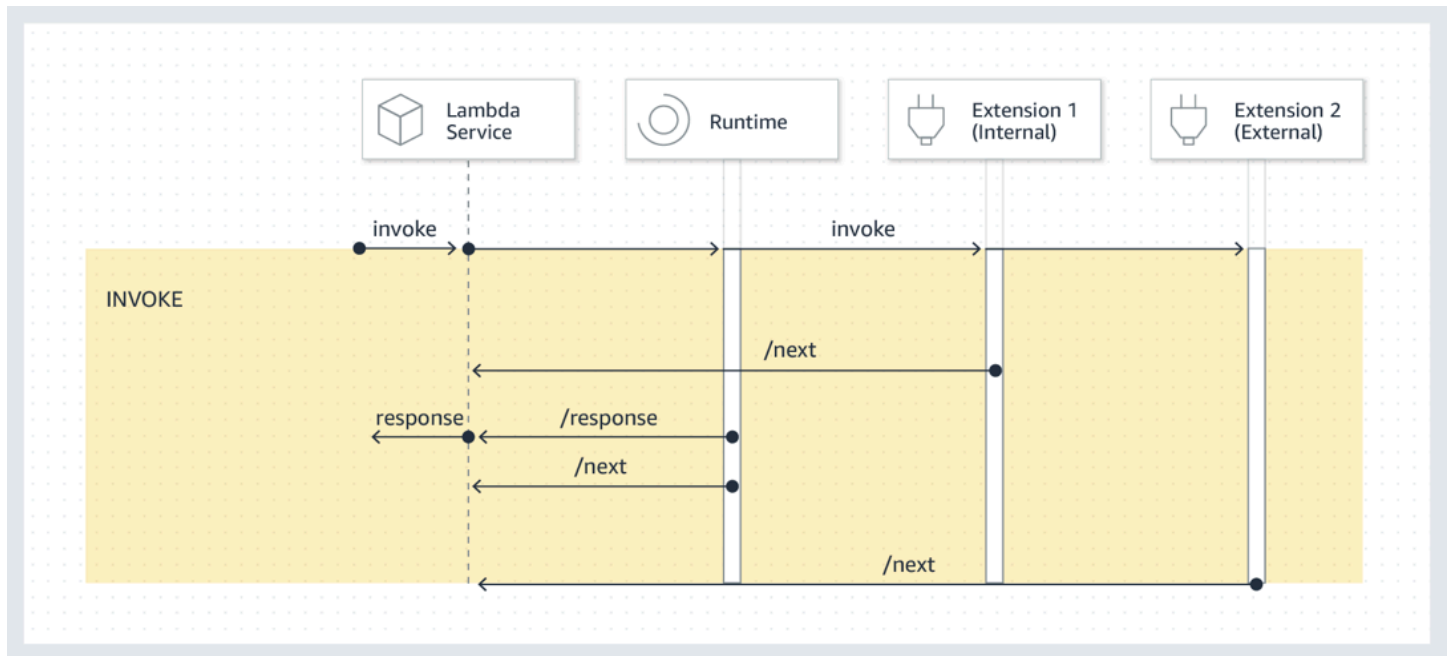 Lambda
Service
Runtime
Extension 1
(Internal)
Extension 2
(External)
invoke
invoke
INVOKE
/next
response
/response
/next
/next